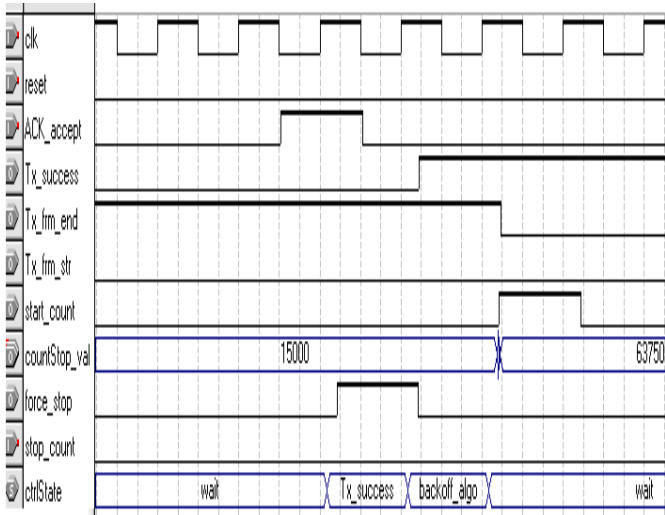 clk
reset
ACK_accept
Tx_success
Tx_frm_end
Tx_frm_str
start_count
countStop_val 15000 63750
force_stop
stop_count
ctrlState wait Tx_success backoff_algo wait